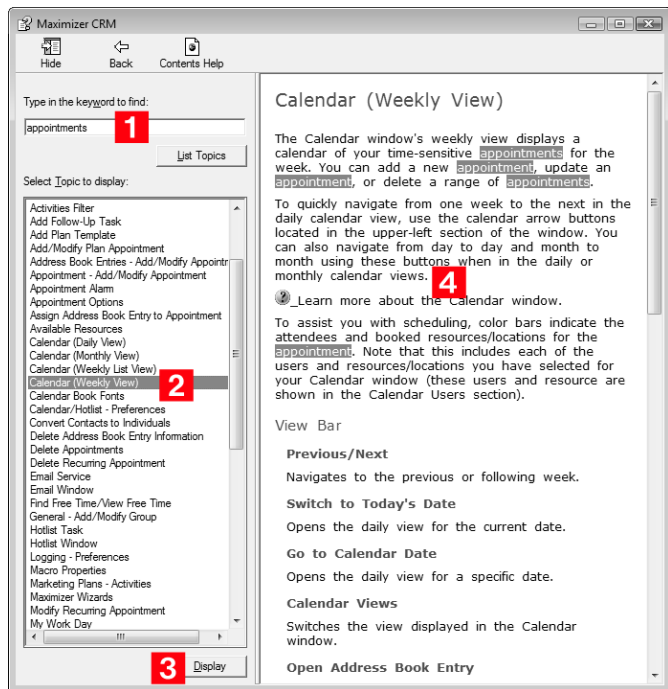 Maximizer CRM
Hide Back Contents Help
Type in the keyword to find:
appointments
1
List Topics
Select Topic to display:
Activities Filter
Add Follow-Up Task
Add Plan Template
Add/Modify Plan Appointment
Address Book Entries - Add/Modify Appointr
Appointment - Add/Modify Appointment
Appointment Alarm
Appointment Options
Assign Address Book Entry to Appointment
Available Resources
Calendar (Daily View)
Calendar (Monthly View)
Calendar (Weekly List View)
Calendar (Weekly View)
2
Calendar Book Fonts
Calendar/Hotlist - Preferences
Convert Contacts to Individuals
Delete Address Book Entry Information
Delete Appointments
Delete Recurring Appointment
Email Service
Email Window
Find Free Time/View Free Time
General - Add/Modify Group
Hotlist Task
Hotlist Window
Logging - Preferences
Macro Properties
Marketing Plans - Activities
Maximizer Wizards
Modify Recurring Appointment
My Work Day
3
Display
Calendar (Weekly View)
The Calendar window's weekly view displays a
calendar of your time-sensitive appointments for the
week. You can add a new appointment, update an
appointment, or delete a range of appointments.
To quickly navigate from one week to the next in the
daily calendar view, use the calendar arrow buttons
located in the upper-left section of the window. You
can also navigate from day to day and month to
month using these buttons when in the daily or
monthly calendar views.
4
Learn more about the Calendar window.
To assist you with scheduling, color bars indicate the
attendees and booked resources/locations for the
appointment. Note that this includes each of the
users and resources/locations you have selected for
your Calendar window (these users and resource are
shown in the Calendar Users section).
View Bar
Previous/Next
Navigates to the previous or following week.
Switch to Today's Date
Opens the daily view for the current date.
Go to Calendar Date
Opens the daily view for a specific date.
Calendar Views
Switches the view displayed in the Calendar
window.
Open Address Book Entry